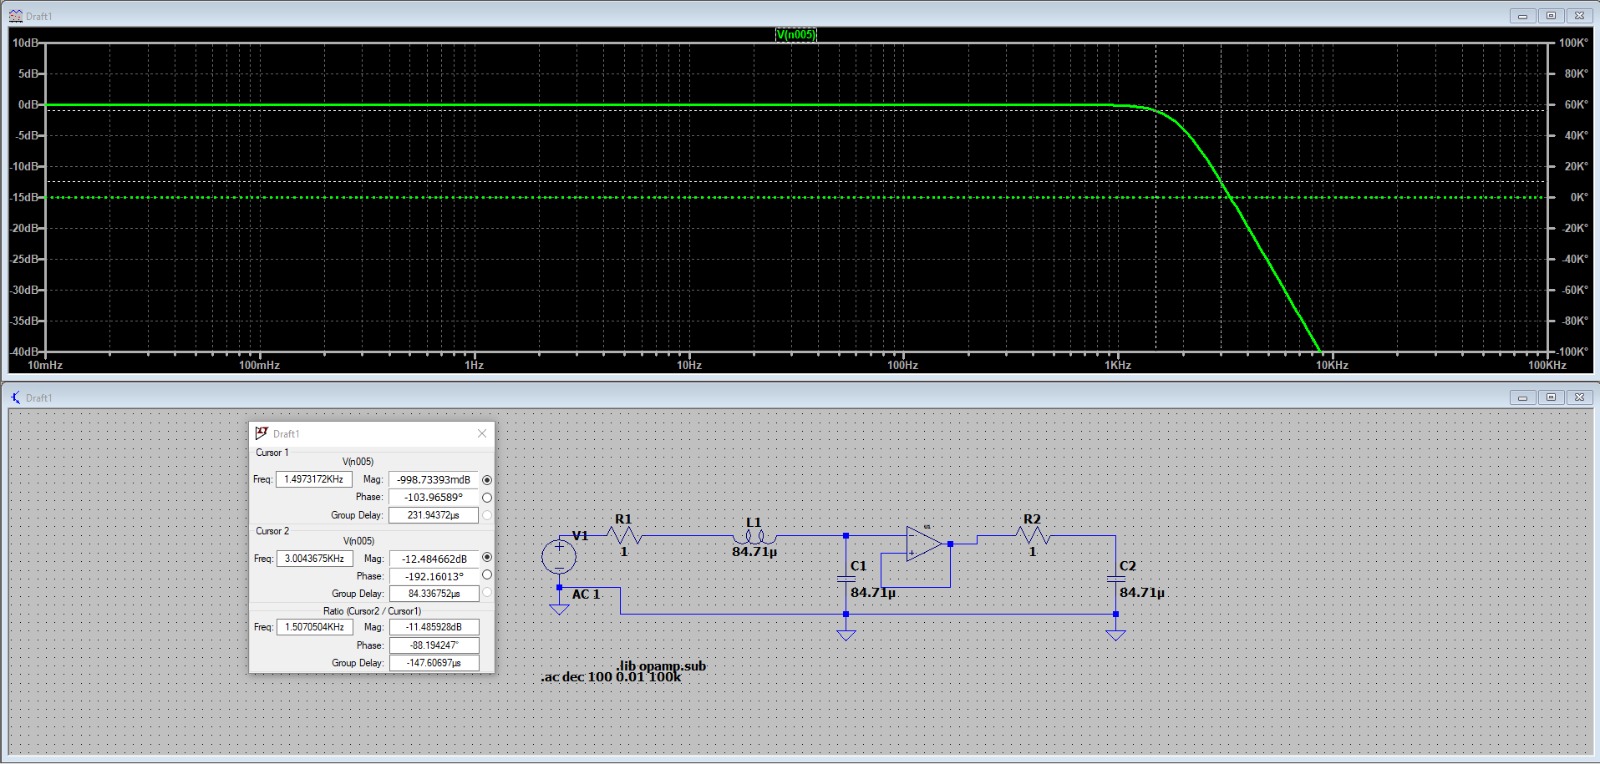 Draft1
V(n005)
10dB
100K°
5dB
80K°
0dB
60K°
-5dB
40K°
-10dB
20K°
-15dB
0K°
-20dB
-20K°
-25dB
-40K°
-30dB
-60K°
-35dB
-80K°
-40dB
-100K°
10mHz 100mHz 1Hz 10Hz 100Hz 1KHz 10KHz 100KHz
Draft1
Draft1
Cursor 1
V(n005)
Freq: 1.4973172KHz Mag: -998.73393mdB
Phase: -103.96589°
Group Delay: 231.94372µs
Cursor 2
V(n005)
Freq: 3.0043675KHz Mag: -12.484662dB
Phase: -192.16013°
Group Delay: 84.336752µs
Ratio (Cursor2 / Cursor1)
Freq: 1.5070504KHz Mag: -11.485928dB
Phase: -88.194247°
Group Delay: -147.60697µs
V1
AC 1
R1
1
L1
84.71µ
C1
84.71µ
U1
R2
1
C2
84.71µ
.lib opamp.sub
.ac dec 100 0.01 100k